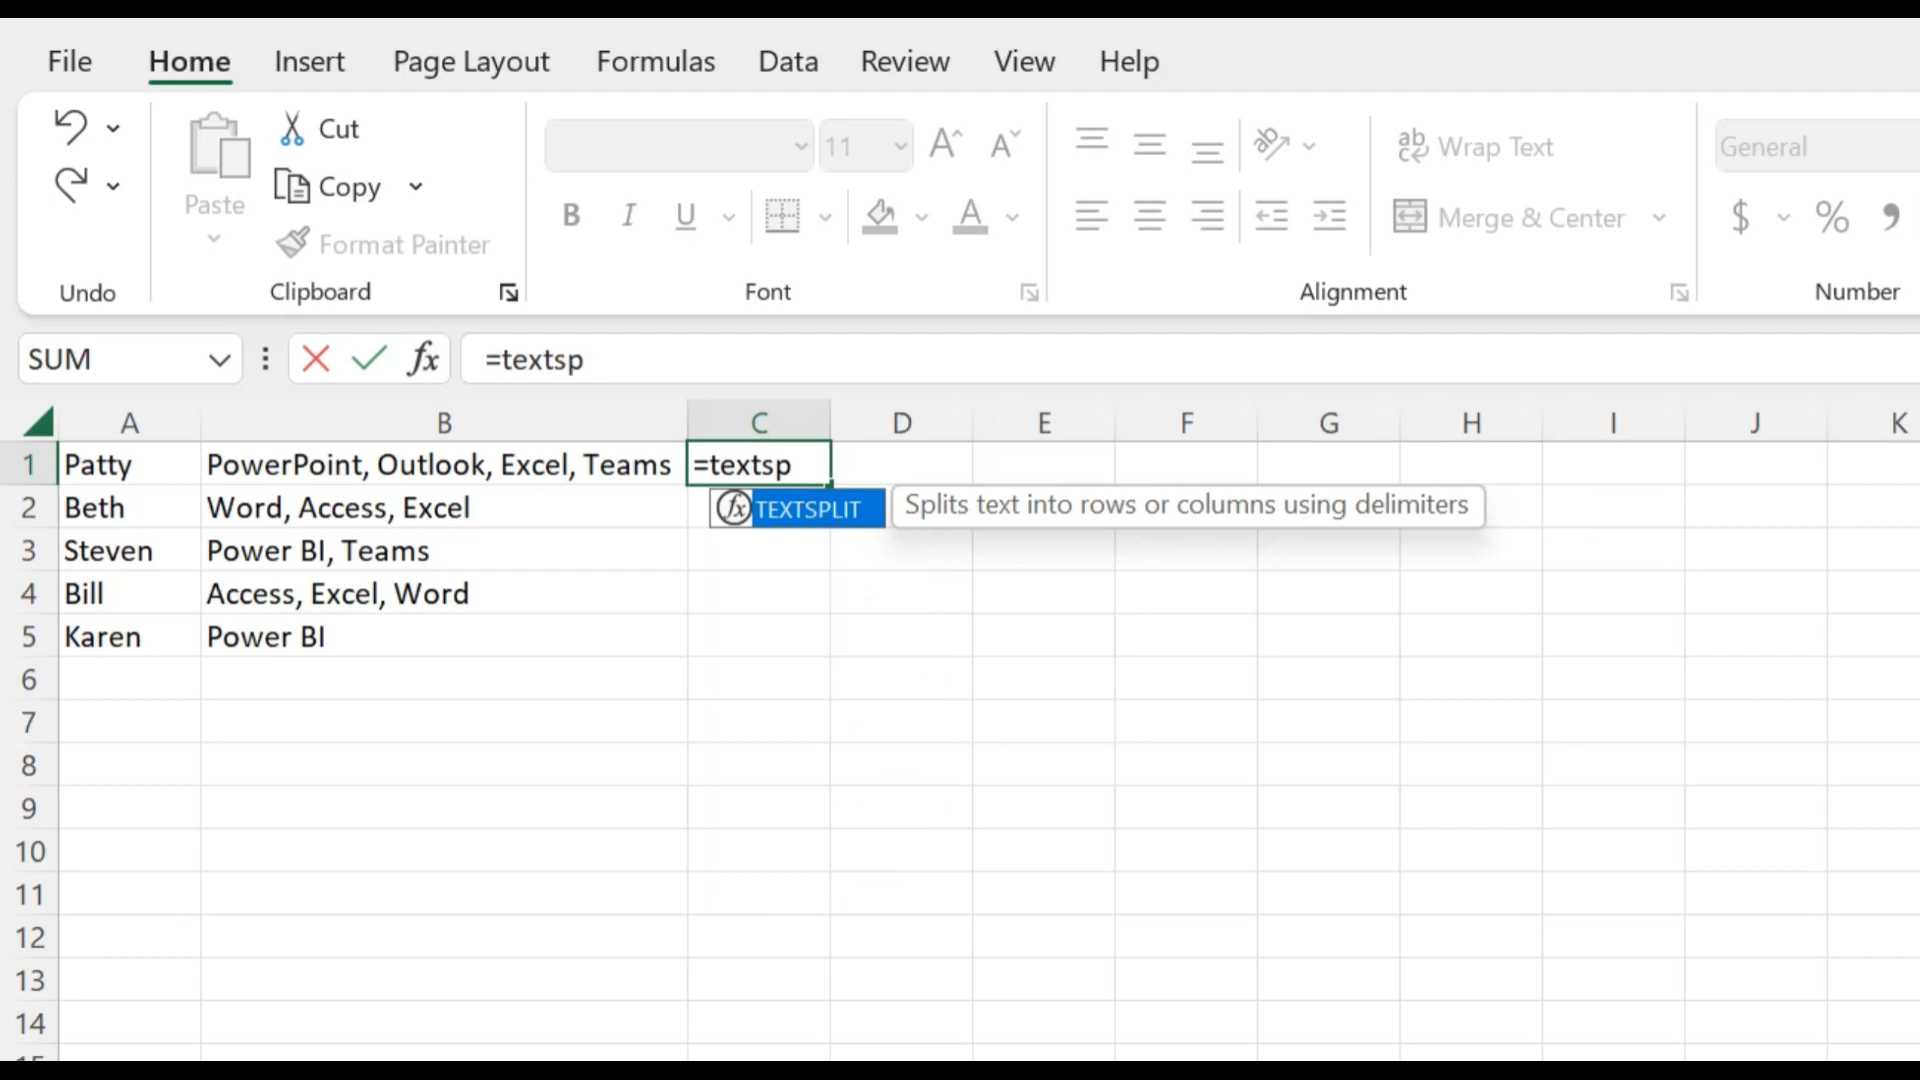 File Home Insert Page Layout Formulas Data Review View Help
Cut
Copy
Paste
Format Painter
11
A A
Wrap Text
General
B I U A
Merge & Center
$ % 9
Undo Clipboard Font Alignment Number
SUM fx =textsp
A B C D E F G H I J K
1 Patty PowerPoint, Outlook, Excel, Teams =textsp
2 Beth Word, Access, Excel fx TEXTSPLIT Splits text into rows or columns using delimiters
3 Steven Power BI, Teams
4 Bill Access, Excel, Word
5 Karen Power BI
6
7
8
9
10
11
12
13
14